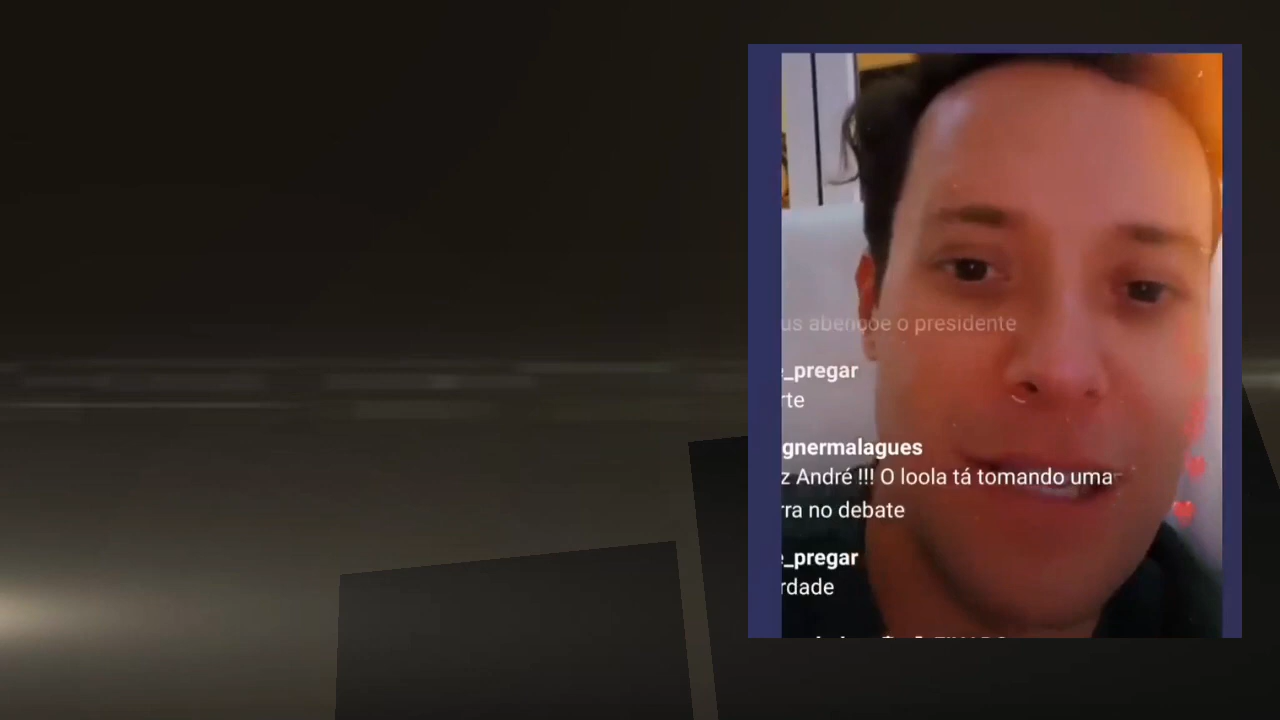 us abençoe o presidente
e_pregar
rte
gnermalagues
z André !!! O loola tá tomando uma
rra no debate
e_pregar
rdade